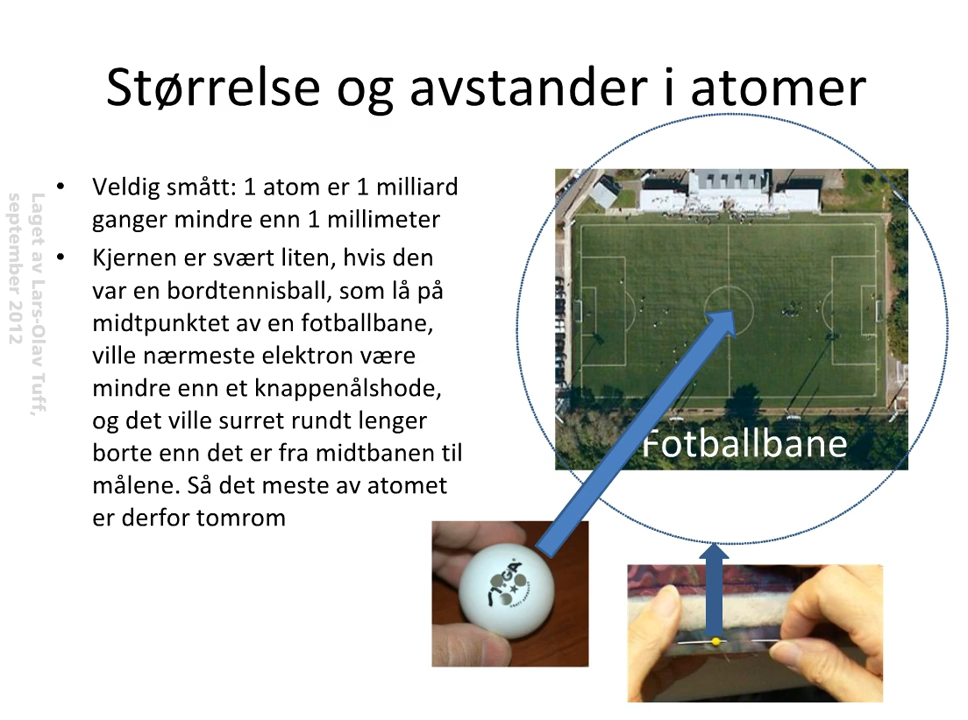 Størrelse og avstander i atomer
• Veldig smått: 1 atom er 1 milliard
ganger mindre enn 1 millimeter
• Kjernen er svært liten, hvis den
var en bordtennisball, som lå på
midtpunktet av en fotballbane,
ville nærmeste elektron være
mindre enn et knappenålshode,
og det ville surret rundt lenger
borte enn det er fra midtbanen til
målene. Så det meste av atomet
er derfor tomrom
Laget av Lars-Olav Tuff,
september 2012
Fotballbane